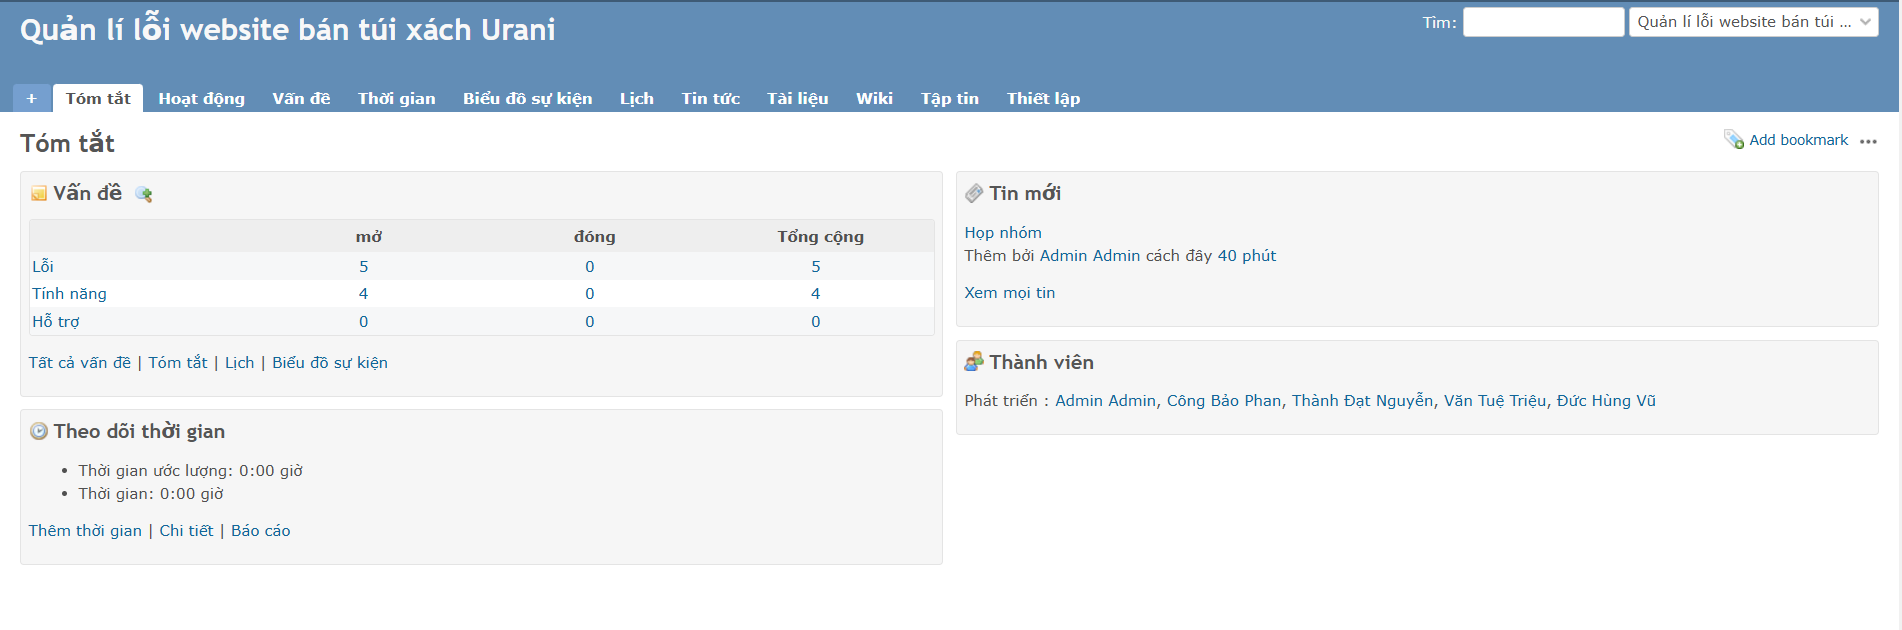 Quản lí lỗi website bán túi xách Urani
Tìm:
Quản lí lỗi website bán túi ...
+ Tóm tắt Hoạt động Vấn đề Thời gian Biểu đồ sự kiện Lịch Tin tức Tài liệu Wiki Tập tin Thiết lập
Tóm tắt
Add bookmark
Vấn đề
mở đóng Tổng cộng
Lỗi 5 0 5
Tính năng 4 0 4
Hỗ trợ 0 0 0
Tất cả vấn đề | Tóm tắt | Lịch | Biểu đồ sự kiện
Theo dõi thời gian
• Thời gian ước lượng: 0:00 giờ
• Thời gian: 0:00 giờ
Thêm thời gian | Chi tiết | Báo cáo
Tin mới
Họp nhóm
Thêm bởi Admin Admin cách đây 40 phút
Xem mọi tin
Thành viên
Phát triển : Admin Admin, Công Bảo Phan, Thành Đạt Nguyễn, Văn Tuệ Triệu, Đức Hùng Vũ